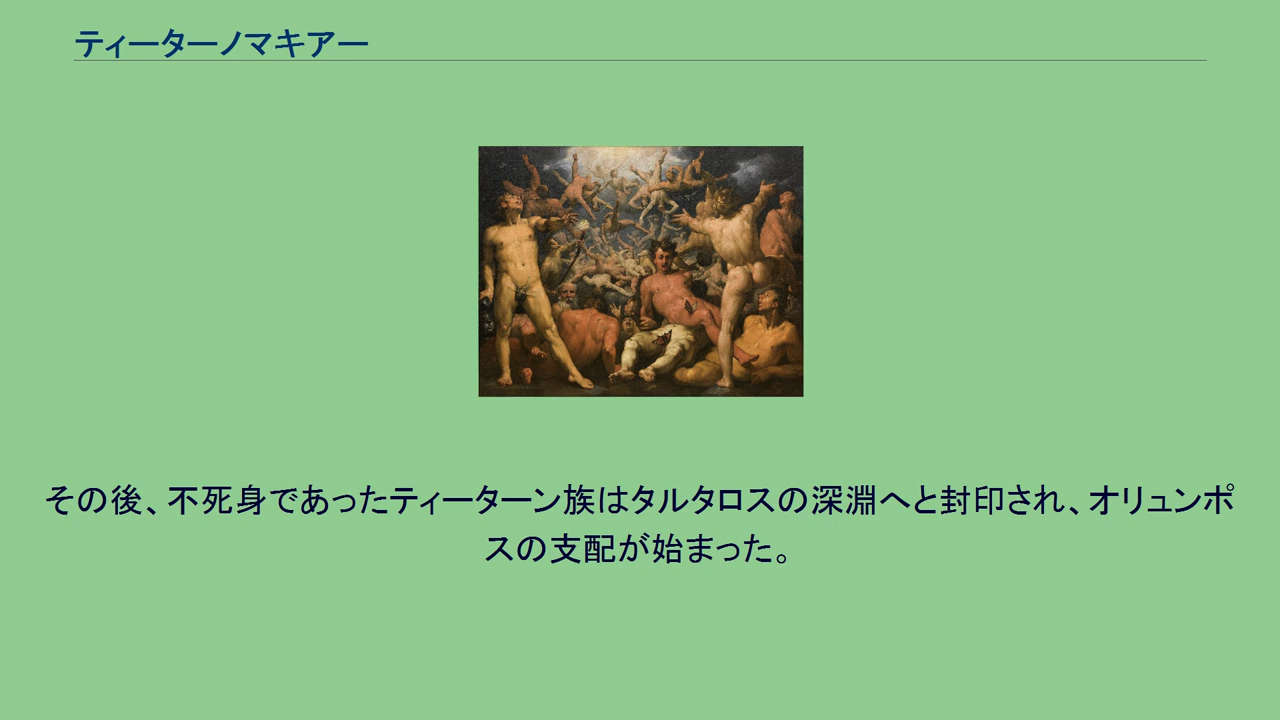 ティーターノマキアー
その後、不死身であったティーターン族はタルタロスの深淵へと封印され、オリュンポ
スの支配が始まった。